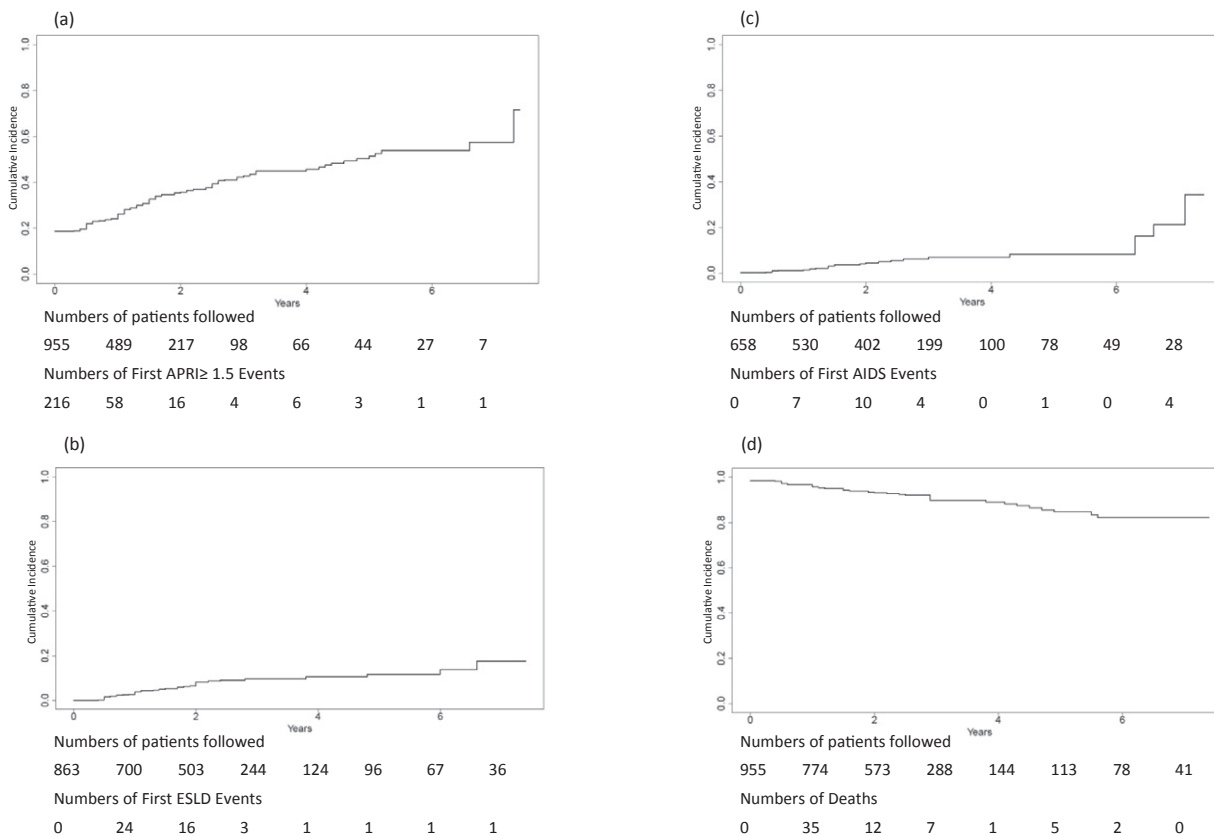 (a)
Cumulative Incidence
1.0
0.8
0.6
0.4
0.2
0.0
0 2 4 6
Years
Numbers of patients followed
955 489 217 98 66 44 27 7
Numbers of First APRI≥ 1.5 Events
216 58 16 4 6 3 1 1
(b)
Cumulative Incidence
1.0
0.8
0.6
0.4
0.2
0.0
0 2 4 6
Years
Numbers of patients followed
863 700 503 244 124 96 67 36
Numbers of First ESLD Events
0 24 16 3 1 1 1 1
(c)
Cumulative Incidence
1.0
0.8
0.6
0.4
0.2
0.0
0 2 4 6
Years
Numbers of patients followed
658 530 402 199 100 78 49 28
Numbers of First AIDS Events
0 7 10 4 0 1 0 4
(d)
Cumulative Incidence
1.0
0.8
0.6
0.4
0.2
0.0
0 2 4 6
Years
Numbers of patients followed
955 774 573 288 144 113 78 41
Numbers of Deaths
0 35 12 7 1 5 2 0